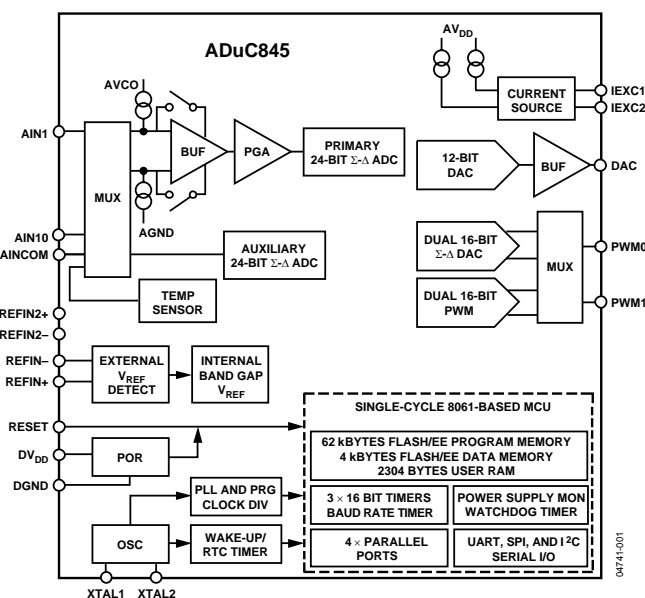 ADuC845
AV_DD
AVCO
CURRENT
SOURCE
IEXC1
IEXC2
AIN1
MUX
BUF
PGA
PRIMARY
24-BIT Σ-Δ ADC
12-BIT
DAC
BUF
DAC
AGND
AIN10
AINCOM
AUXILIARY
24-BIT Σ-Δ ADC
DUAL 16-BIT
Σ-Δ DAC
MUX
PWM0
TEMP
SENSOR
DUAL 16-BIT
PWM
PWM1
REFIN2+
REFIN2–
REFIN–
REFIN+
EXTERNAL
V_REF
DETECT
INTERNAL
BAND GAP
V_REF
SINGLE-CYCLE 8061-BASED MCU
RESET
DV_DD
POR
DGND
62 kBYTES FLASH/EE PROGRAM MEMORY
4 kBYTES FLASH/EE DATA MEMORY
2304 BYTES USER RAM
PLL AND PRG
CLOCK DIV
3 × 16 BIT TIMERS
BAUD RATE TIMER
POWER SUPPLY MON
WATCHDOG TIMER
OSC
WAKE-UP/
RTC TIMER
4 × PARALLEL
PORTS
UART, SPI, AND I²C
SERIAL I/O
XTAL1
XTAL2
04741-001